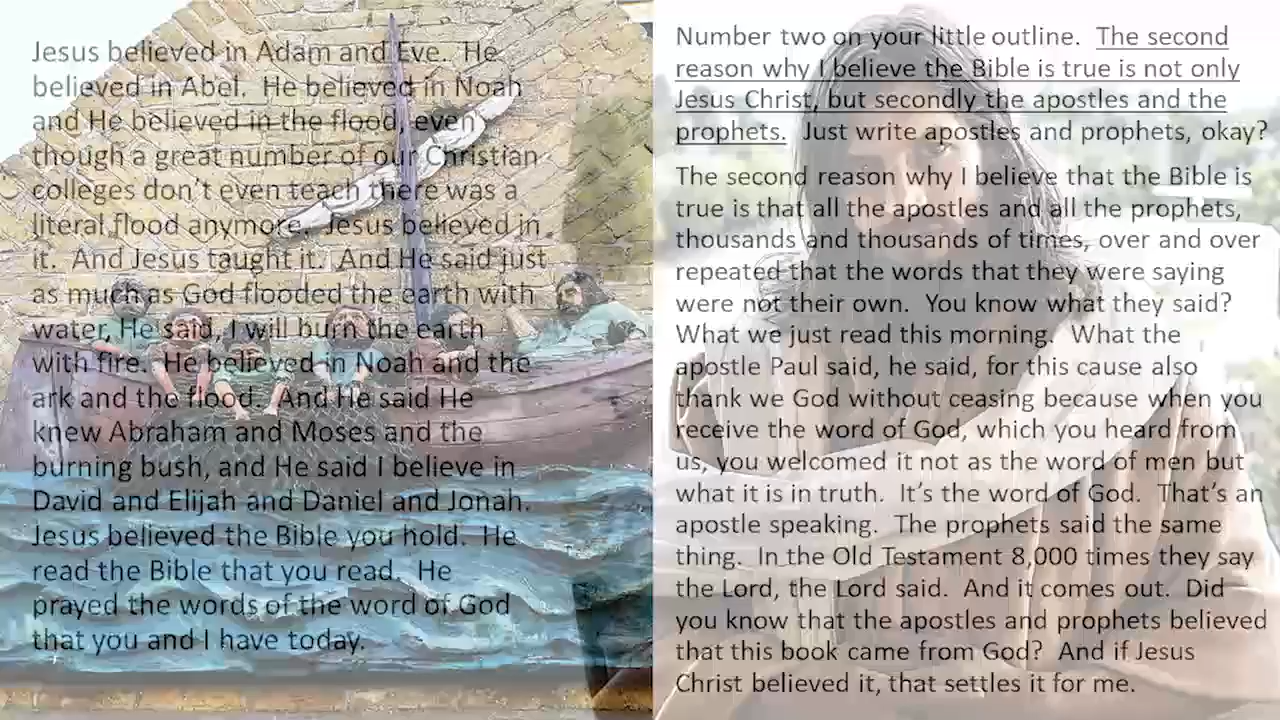 Jesus believed in Adam and Eve.  He
believed in Abel.  He believed in Noah
and He believed in the flood, even
though a great number of our Christian
colleges don't even teach there was a
literal flood anymore.  Jesus believed in
it.  And Jesus taught it.  And He said just
as much as God flooded the earth with
water, He said, I will burn the earth
with fire.  He believed in Noah and the
ark and the flood.  And He said He
knew Abraham and Moses and the
burning bush, and He said I believe in
David and Elijah and Daniel and Jonah.
Jesus believed the Bible you hold.  He
read the Bible that you read.  He
prayed the words of the word of God
that you and I have today.
Number two on your little outline.  The second
reason why I believe the Bible is true is not only
Jesus Christ, but secondly the apostles and the
prophets.  Just write apostles and prophets, okay?
The second reason why I believe that the Bible is
true is that all the apostles and all the prophets,
thousands and thousands of times, over and over
repeated that the words that they were saying
were not their own.  You know what they said?
What we just read this morning.  What the
apostle Paul said, he said, for this cause also
thank we God without ceasing because when you
receive the word of God, which you heard from
us, you welcomed it not as the word of men but
what it is in truth.  It's the word of God.  That's an
apostle speaking.  The prophets said the same
thing.  In the Old Testament 8,000 times they say
the Lord, the Lord said.  And it comes out.  Did
you know that the apostles and prophets believed
that this book came from God?  And if Jesus
Christ believed it, that settles it for me.